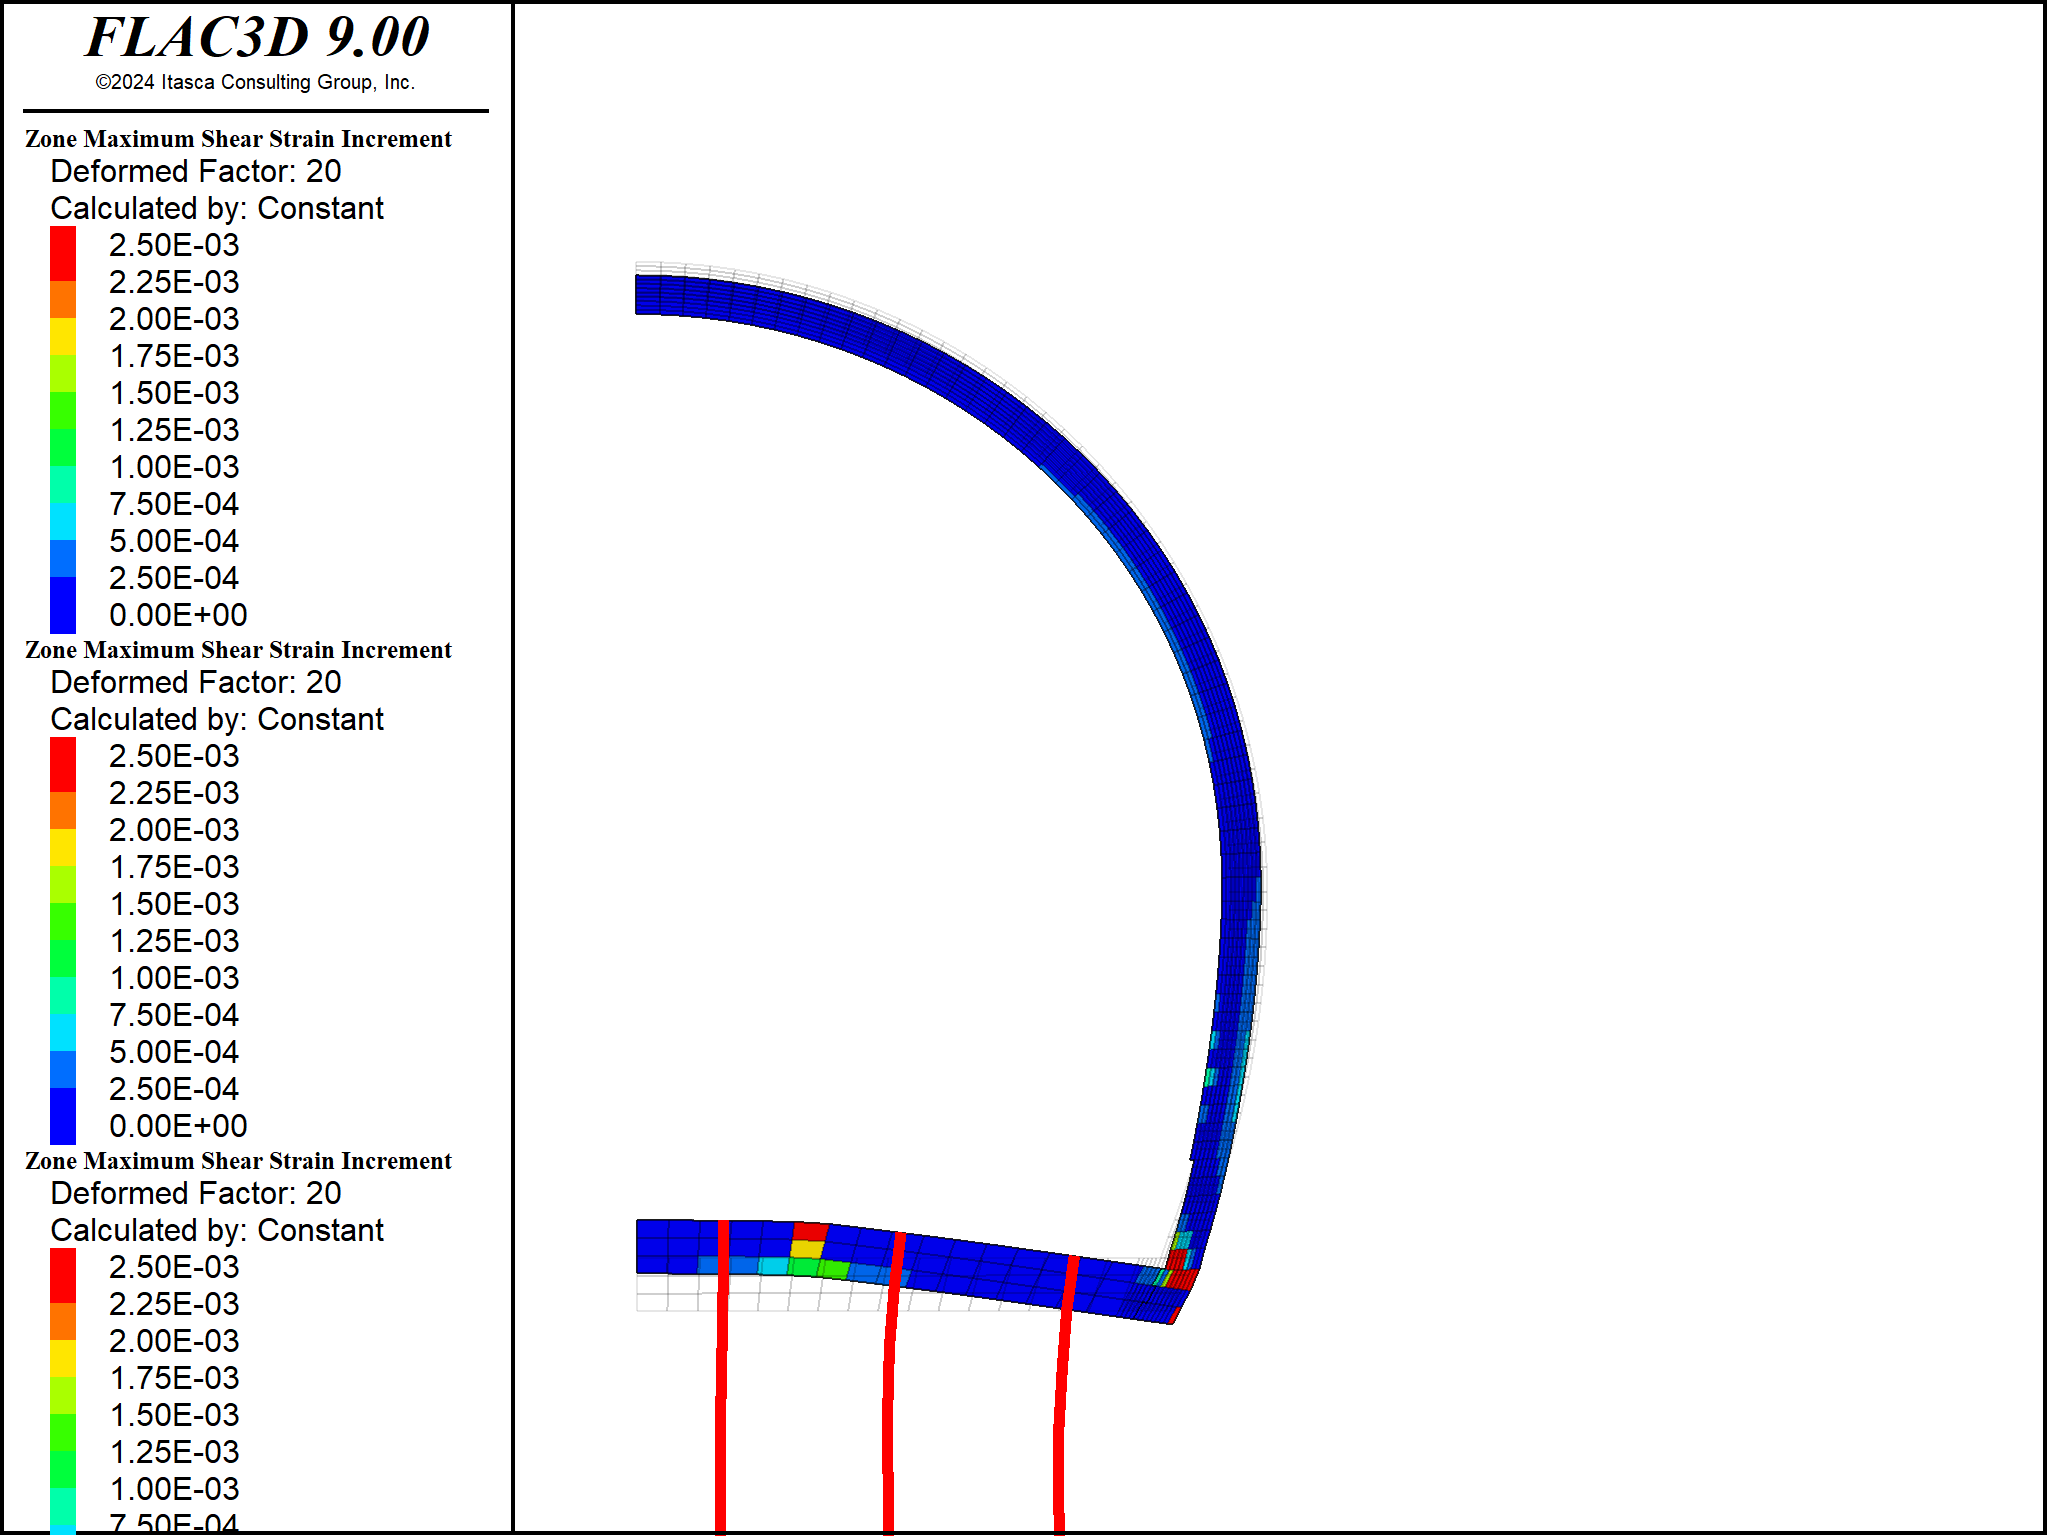 FLAC3D 9.00
©2024 Itasca Consulting Group, Inc.
Zone Maximum Shear Strain Increment
Deformed Factor: 20
Calculated by: Constant
2.50E-03
2.25E-03
2.00E-03
1.75E-03
1.50E-03
1.25E-03
1.00E-03
7.50E-04
5.00E-04
2.50E-04
0.00E+00
Zone Maximum Shear Strain Increment
Deformed Factor: 20
Calculated by: Constant
2.50E-03
2.25E-03
2.00E-03
1.75E-03
1.50E-03
1.25E-03
1.00E-03
7.50E-04
5.00E-04
2.50E-04
0.00E+00
Zone Maximum Shear Strain Increment
Deformed Factor: 20
Calculated by: Constant
2.50E-03
2.25E-03
2.00E-03
1.75E-03
1.50E-03
1.25E-03
1.00E-03
7.50E-04